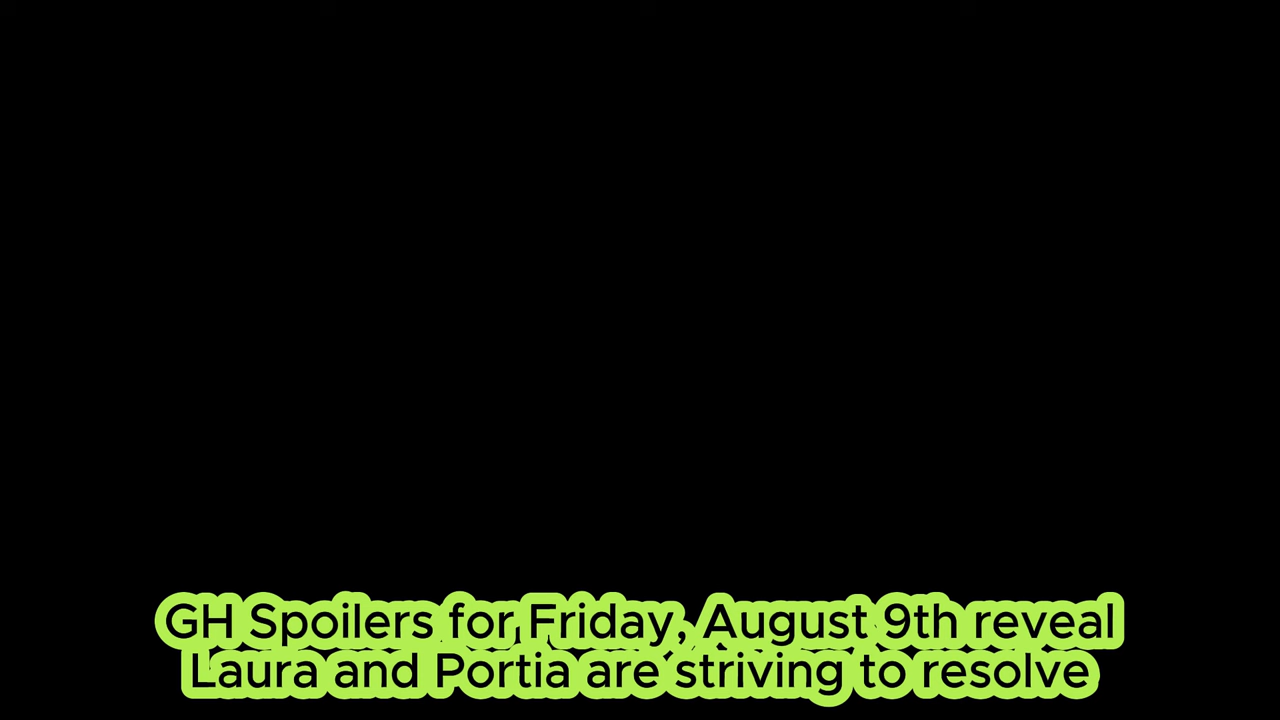 GH Spoilers for Friday, August 9th reveal
Laura and Portia are striving to resolve